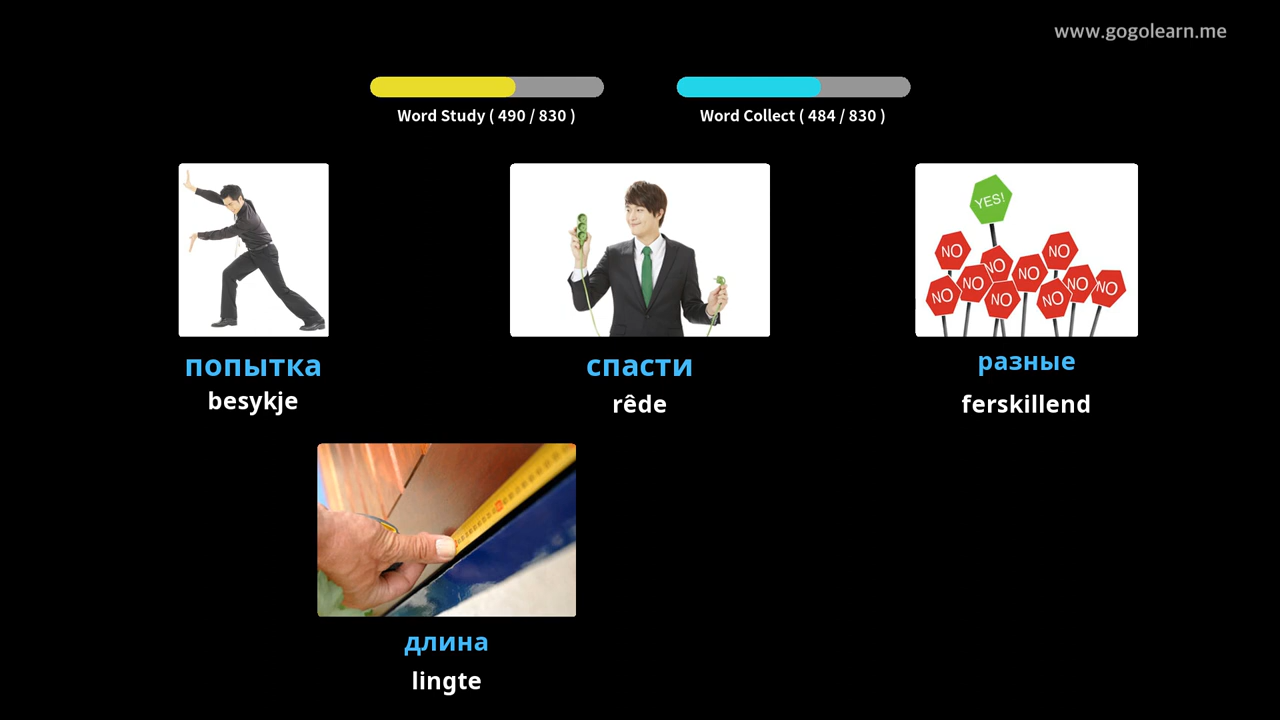 www.gogolearn.me
Word Study ( 490 / 830 )
Word Collect ( 484 / 830 )
YES!
NO
NO
NO
NO
NO
NO
NO
NO
NO
NO
попытка
besykje
спасти
rêde
разные
ferskillend
длина
lingte